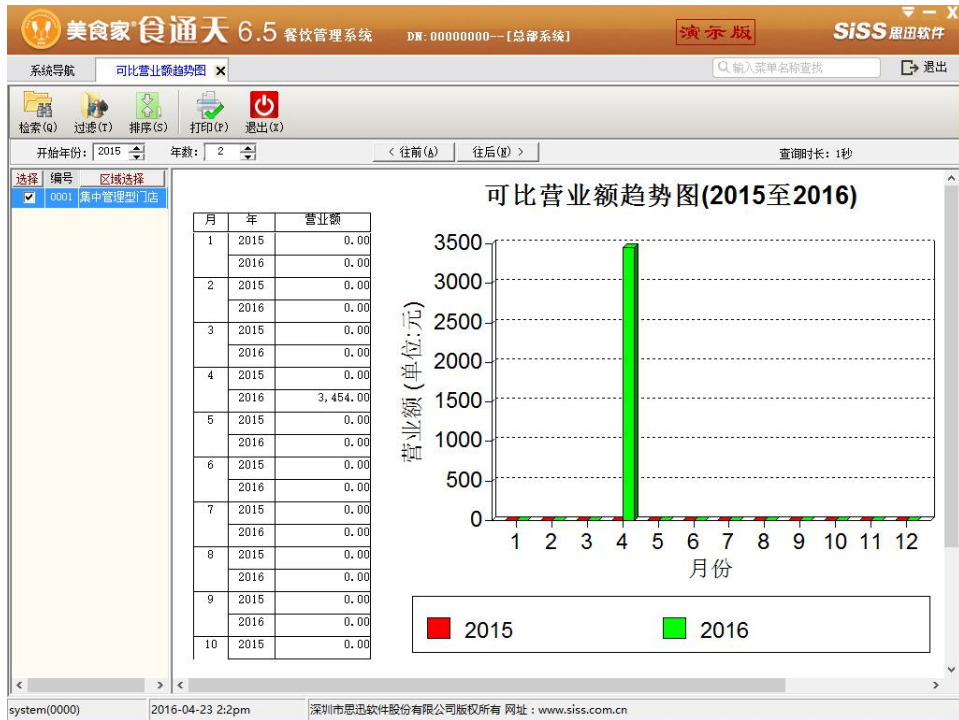 美食家®食通天 6.5 餐饮管理系统 DN:00000000--[总部系统] 演示版 SiSS思迅软件
系统导航 可比营业额趋势图 X 输入菜单名称查找 退出
检索(Q) 过滤(T) 排序(S) 打印(P) 退出(X)
开始年份: 2015 年数: 2 < 往前(A) 往后(N) > 查询时长: 1秒
选择 编号 区域选择
0001 集中管理型门店
可比营业额趋势图(2015至2016)
月 年 营业额
1 2015 0.00
2016 0.00
2 2015 0.00
2016 0.00
3 2015 0.00
2016 0.00
4 2015 0.00
2016 3,454.00
5 2015 0.00
2016 0.00
6 2015 0.00
2016 0.00
7 2015 0.00
2016 0.00
8 2015 0.00
2016 0.00
9 2015 0.00
2016 0.00
10 2015 0.00
营业额 (单位:元)
3500
3000
2500
2000
1500
1000
500
0
1 2 3 4 5 6 7 8 9 10 11 12
月份
2015 2016
system(0000) 2016-04-23 2:2pm 深圳市思迅软件股份有限公司版权所有 网址：www.siss.com.cn